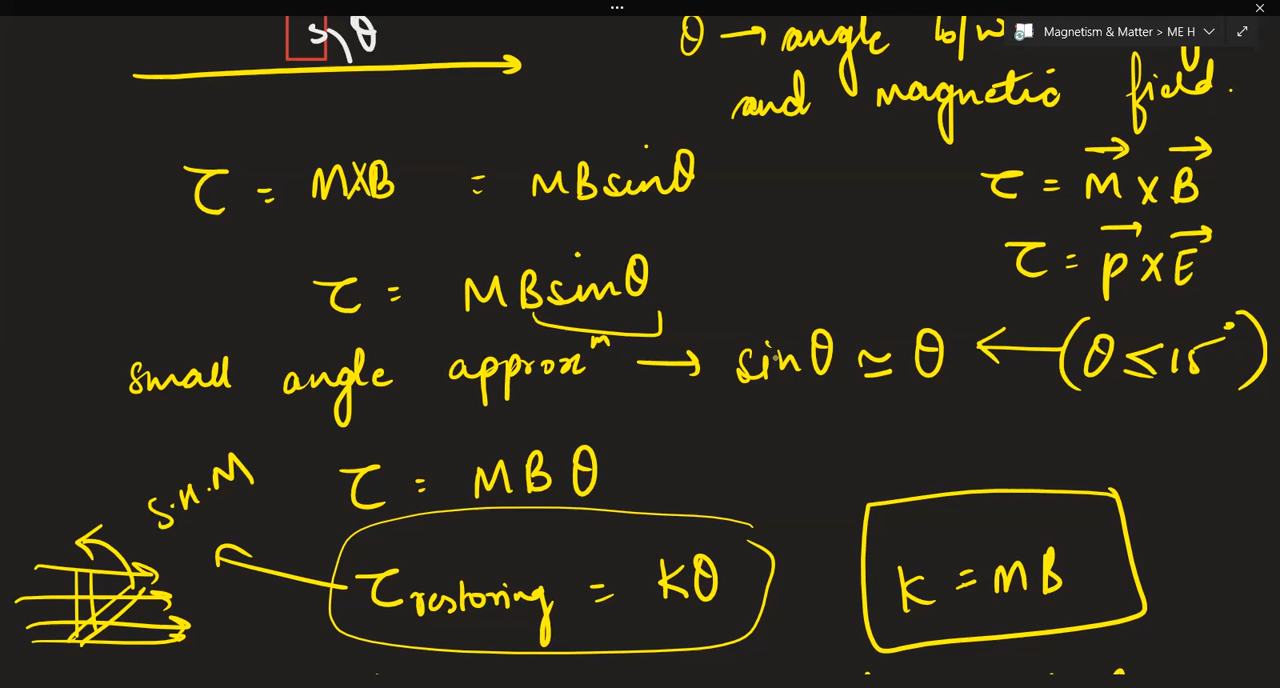 Magnetism & Matter > ME H
S θ
θ → angle b/w
and magnetic field.
τ = M×B = MBsinθ
τ = M × B
τ = MBsinθ
τ = p × E
small angle approxⁿ → sinθ ≃ θ ← (θ ≤ 15°)
τ = MBθ
S.H.M
τrestoring = Kθ
K = MB